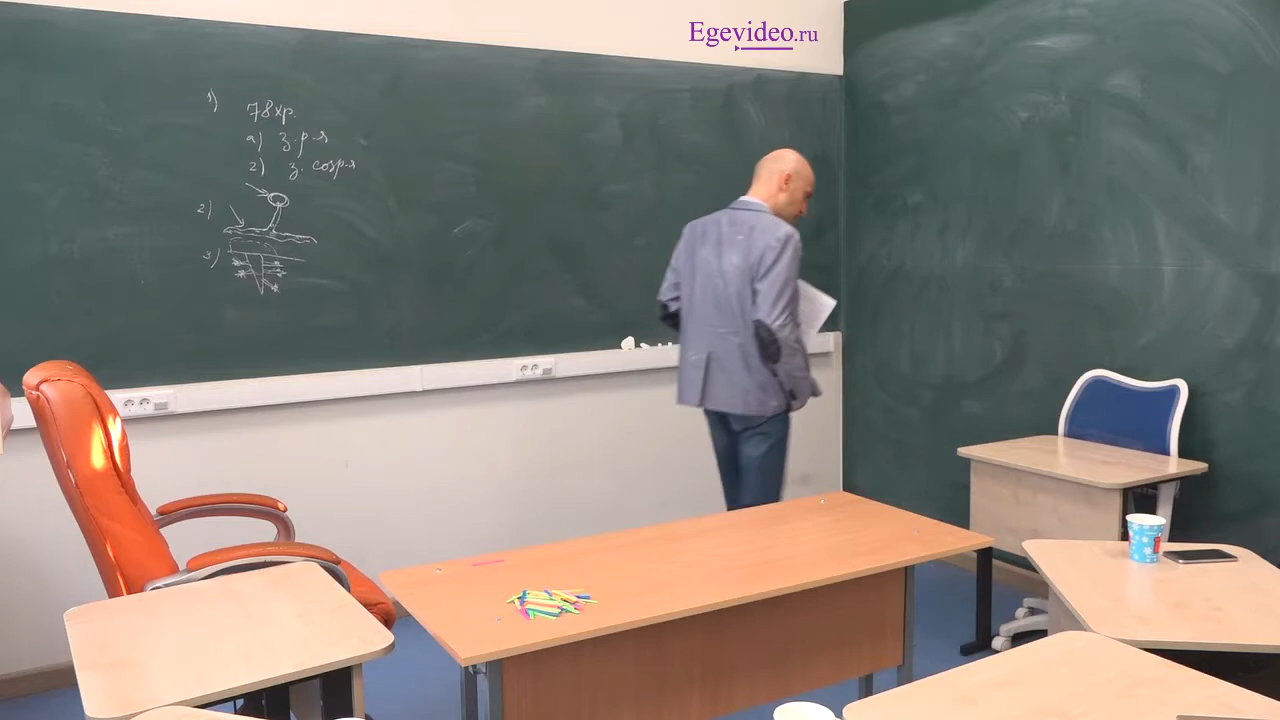 Egevideo.ru
1) 78хр.
а) з. р-я
2) з. созр-я
2)
3)